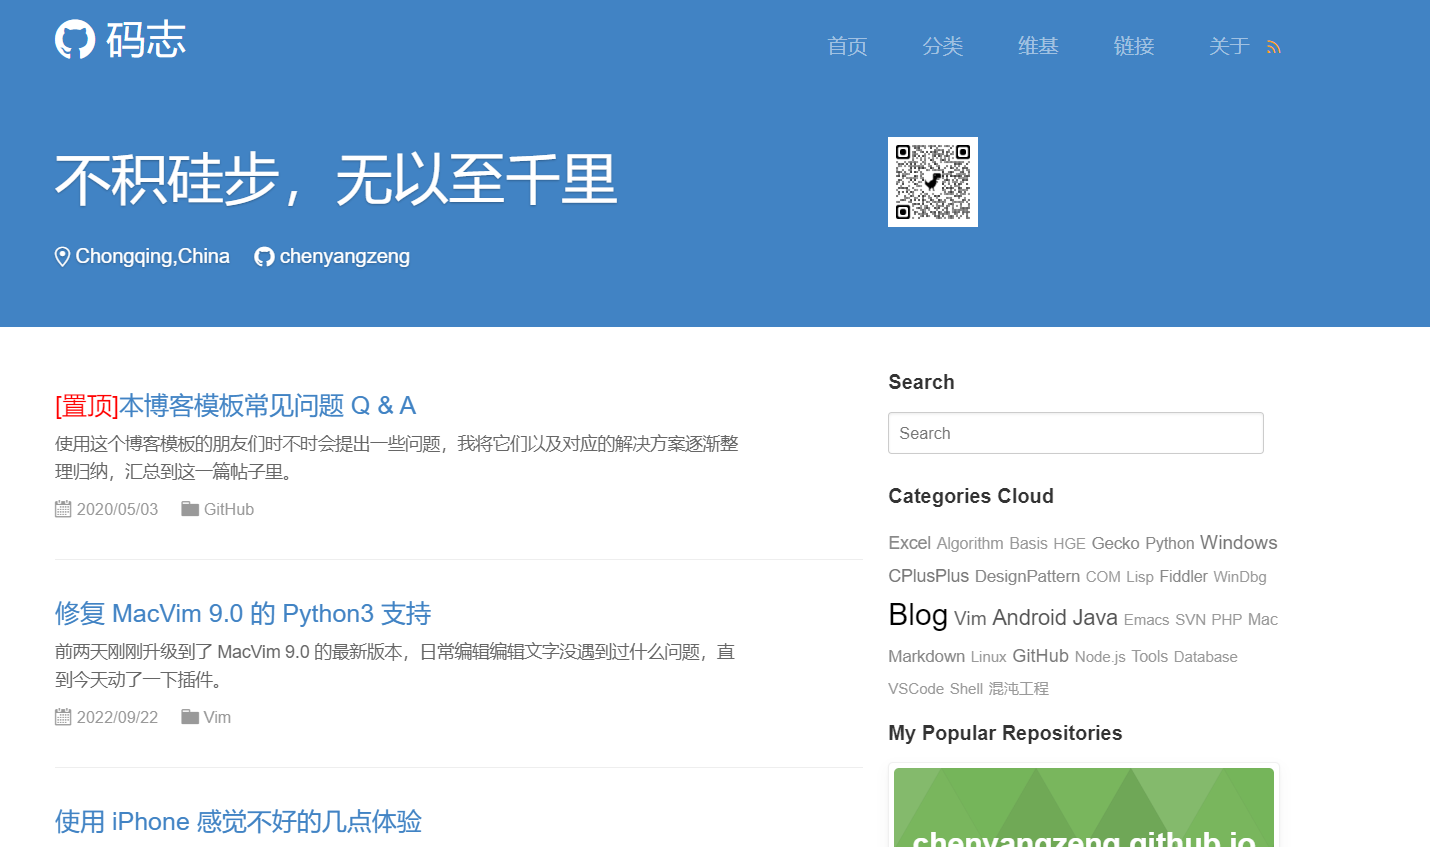 码志
首页 分类 维基 链接 关于
不积硅步，无以至千里
Chongqing,China chenyangzeng
[置顶]本博客模板常见问题 Q & A
使用这个博客模板的朋友们时不时会提出一些问题，我将它们以及对应的解决方案逐渐整
理归纳，汇总到这一篇帖子里。
2020/05/03 GitHub
修复 MacVim 9.0 的 Python3 支持
前两天刚刚升级到了 MacVim 9.0 的最新版本，日常编辑编辑文字没遇到过什么问题，直
到今天动了一下插件。
2022/09/22 Vim
使用 iPhone 感觉不好的几点体验
Search
Search
Categories Cloud
Excel Algorithm Basis HGE Gecko Python Windows
CPlusPlus DesignPattern COM Lisp Fiddler WinDbg
Blog Vim Android Java Emacs SVN PHP Mac
Markdown Linux GitHub Node.js Tools Database
VSCode Shell 混沌工程
My Popular Repositories
chenyangzeng.github.io